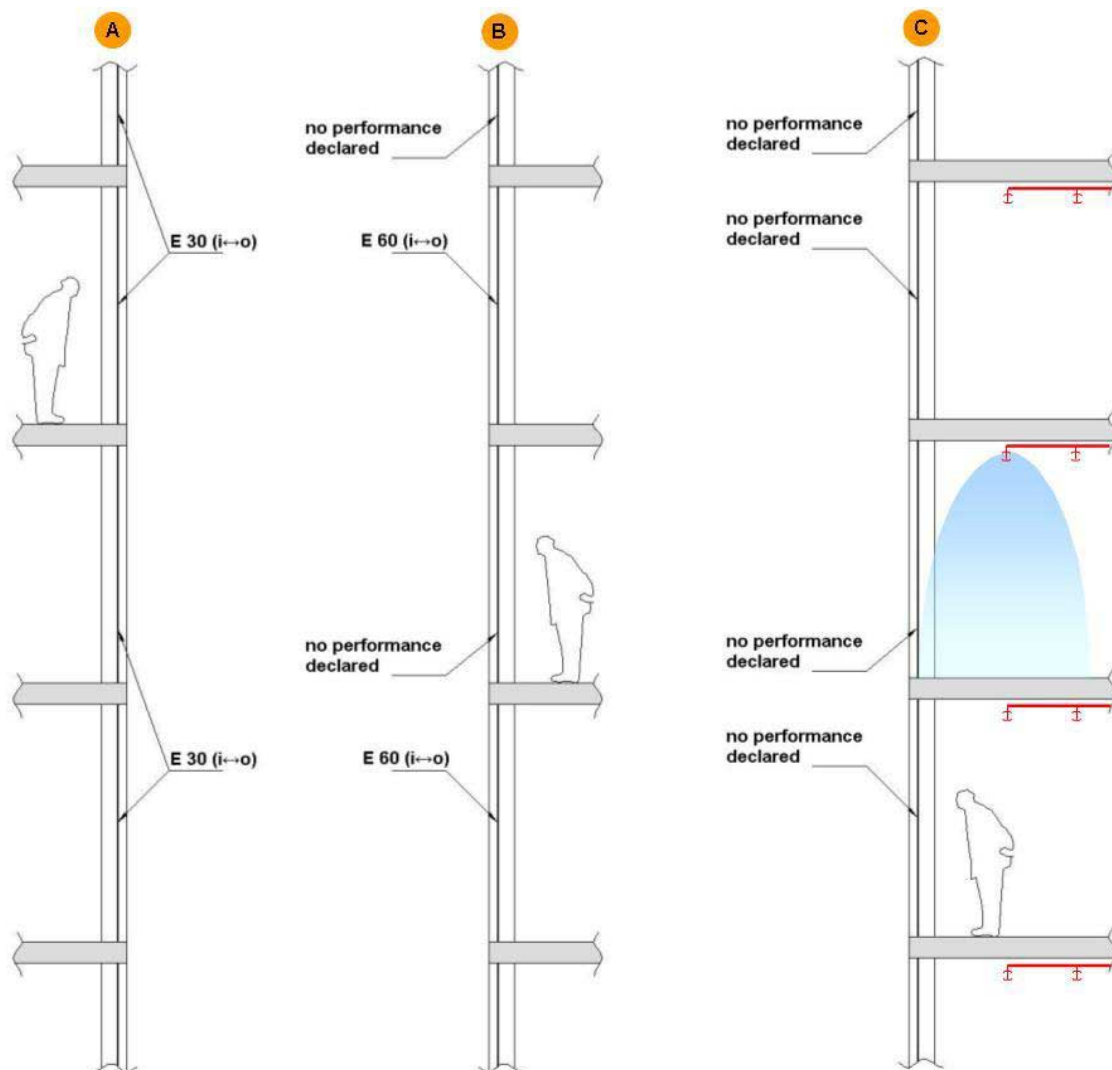 A
B
C
no performance
declared
E 30 (i↔o)
E 60 (i↔o)
no performance
declared
E 30 (i↔o)
E 60 (i↔o)
no performance
declared
no performance
declared
no performance
declared
no performance
declared